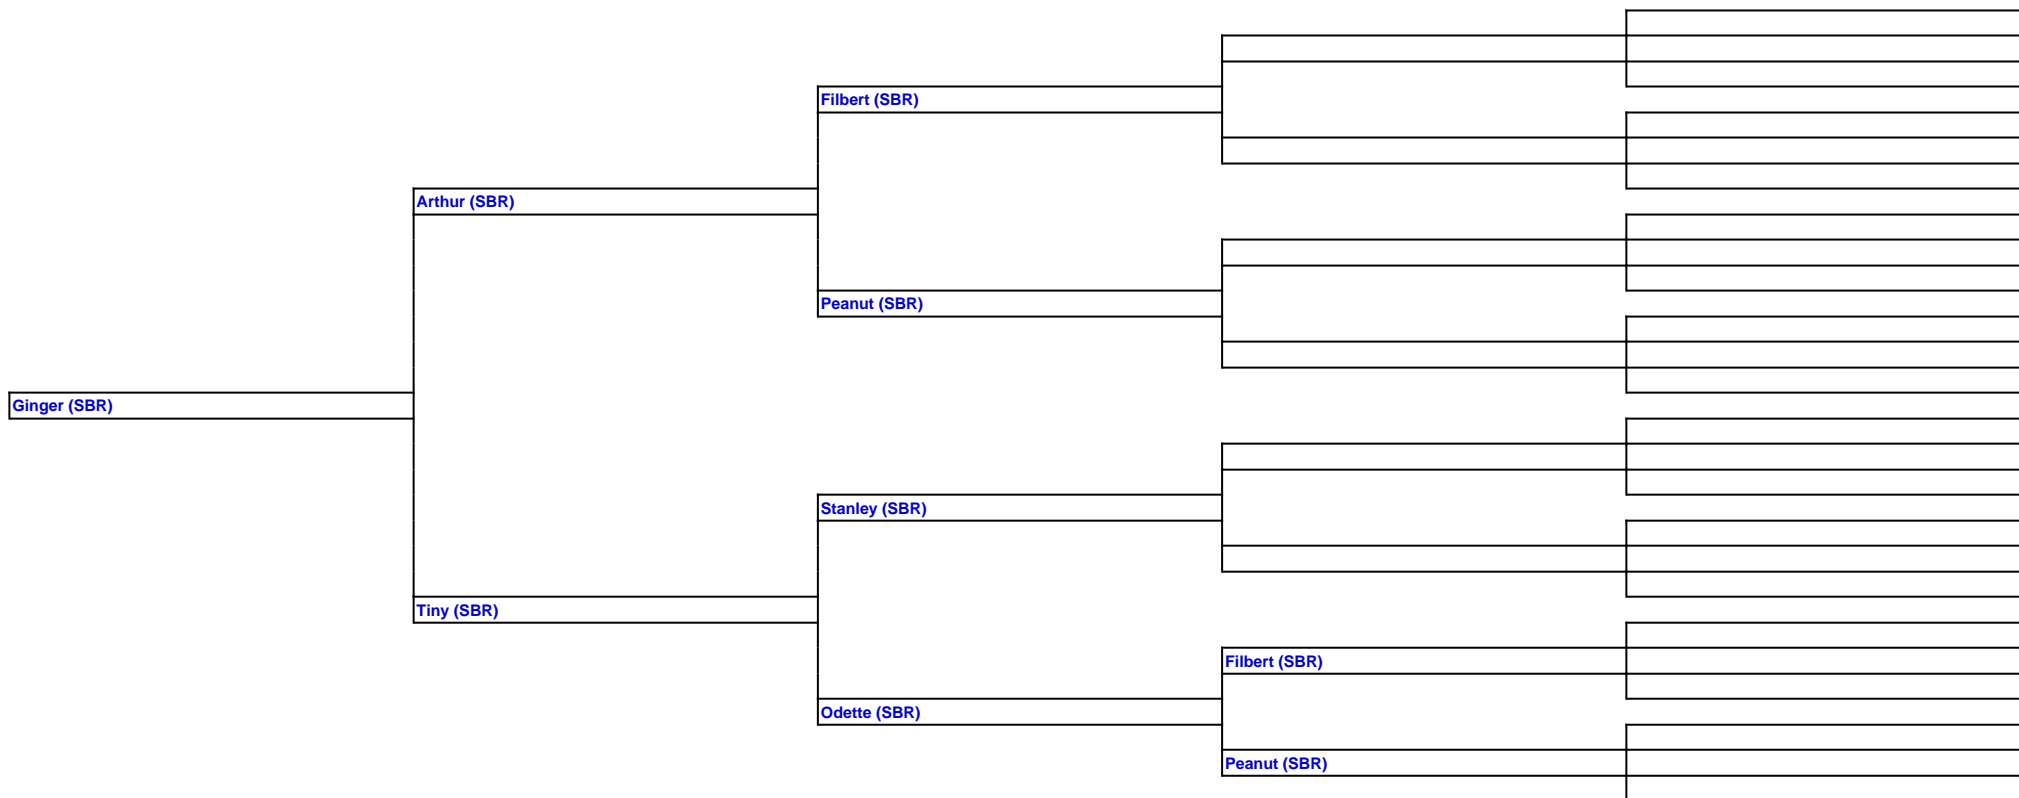 Filbert (SBR)
Arthur (SBR)
Peanut (SBR)
Ginger (SBR)
Stanley (SBR)
Tiny (SBR)
Filbert (SBR)
Odette (SBR)
Peanut (SBR)